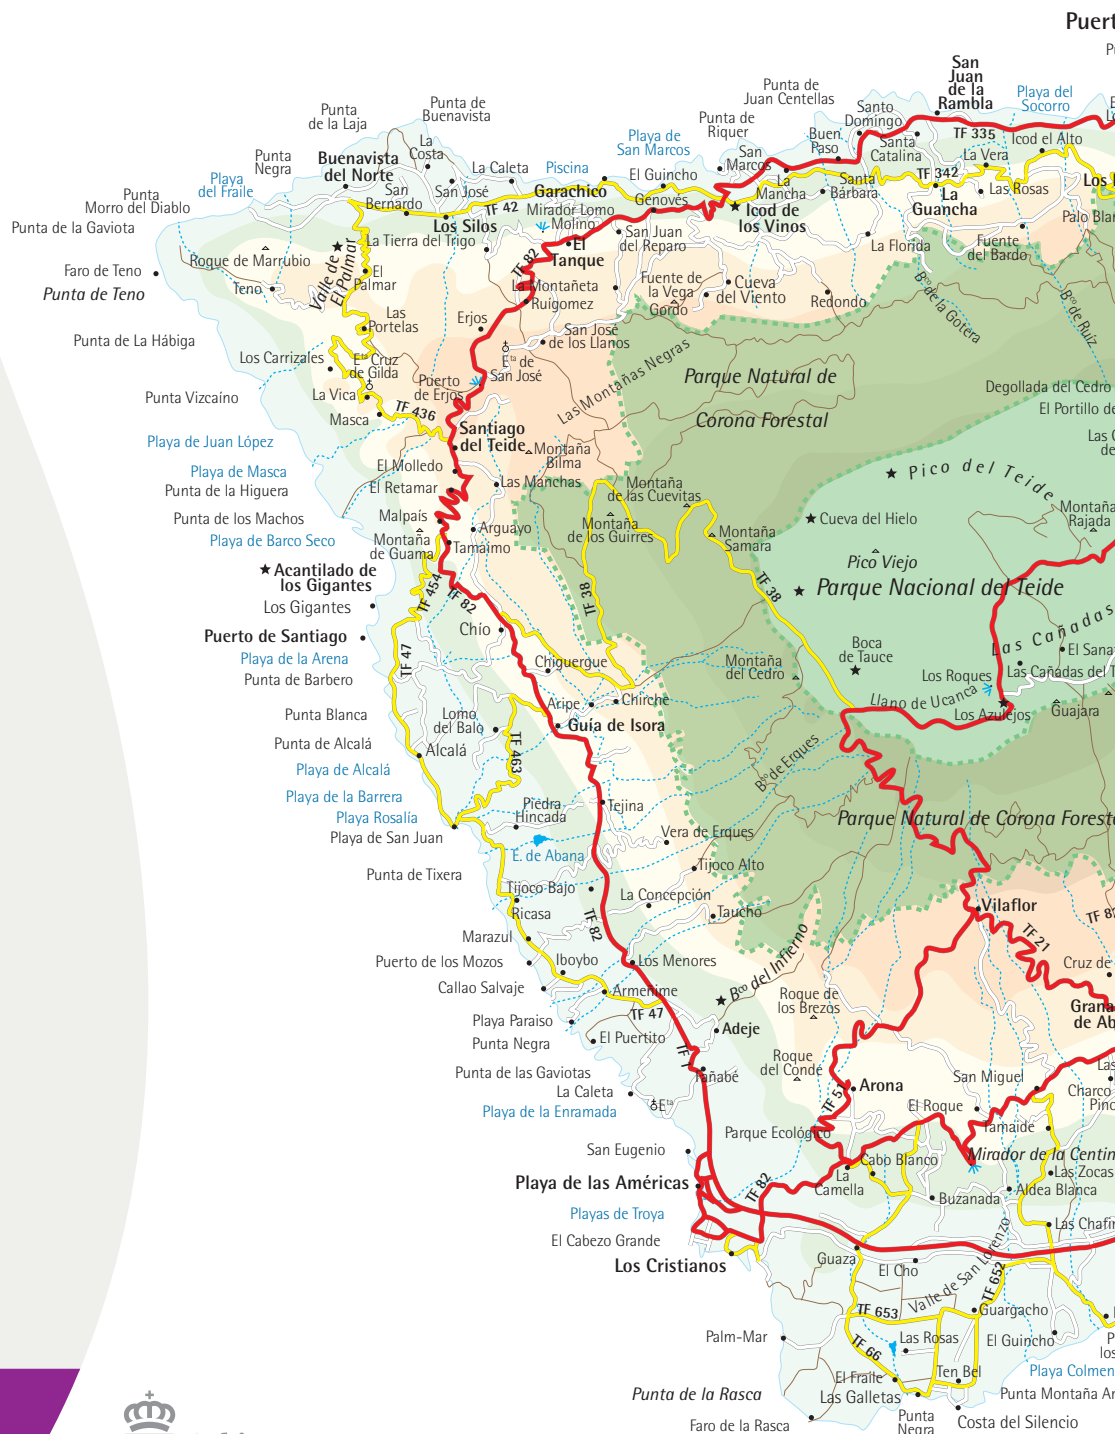 Puert
San
Juan
de la
Rambla
Playa del
Socorro
Punta de
Juan Centellas
Santo
Domingo
Punta de
Riquer
Buen
Paso
Santa
Catalina
TF 335
Icod el Alto
La Vera
Punta
de la Laja
Punta de
Buenavista
La
Costa
Playa de
San Marcos
San
Marcos
Punta
Negra
Buenavista
del Norte
La Caleta
Piscina
El Guincho
La
Mancha
Santa
Bárbara
TF 342
Las Rosas
Playa
del Fraile
San
Bernardo
San José
Garachico
Genovés
La
Guancha
Punta
Morro del Diablo
TF 42
Mirador Lomo
Molino
Icod de
los Vinos
Palo Blan
Punta de la Gaviota
Los Silos
La Tierra del Trigo
El
Tanque
San Juan
del Reparo
La Florida
Fuente
del Bardo
Roque de Marrubio
Valle de
El Palmar
TF 82
Faro de Teno
Punta de Teno
Teno
El
Palmar
La Montañeta
Ruigomez
Fuente de
la Vega
Gordo
Cueva
del Viento
Redondo
Bco de la Gotera
Bco de Ruiz
Las
Portelas
Erjos
San José
de los Llanos
Punta de La Hábiga
Los Carrizales
Eta Cruz
de Gilda
Eta de
San José
Las Montañas Negras
Parque Natural de
Corona Forestal
Degollada del Cedro
El Portillo de
Punta Vizcaíno
La Vica
Masca
Puerto
de Erjos
TF 436
Santiago
del Teide
Playa de Juan López
Montaña
Bilma
Playa de Masca
El Molledo
Punta de la Higuera
El Retamar
Las Manchas
Montaña
de las Cuevitas
Pico del Teide
Montaña
Rajada
Punta de los Machos
Malpaís
Arguayo
Montaña
de los Guirres
Cueva del Hielo
Playa de Barco Seco
Montaña
de Guama
Tamaimo
Montaña
Samara
Pico Viejo
Acantilado de
los Gigantes
Los Gigantes
TF 454
TF 82
TF 38
TF 38
Parque Nacional del Teide
Puerto de Santiago
Chío
Las Cañadas
Playa de la Arena
Punta de Barbero
TF 47
Chiguergue
Montaña
del Cedro
Boca
de Tauce
El Sana
Los Roques
Las Cañadas del T
Punta Blanca
Lomo
del Balo
Aripe
Chirche
Llano de Ucanca
Los Azulejos
Guajara
Punta de Alcalá
Alcalá
Guía de Isora
TF 463
Playa de Alcalá
Bco de Erques
Playa de la Barrera
Playa Rosalía
Piedra
Hincada
Tejina
Parque Natural de Corona Foresta
Playa de San Juan
Vera de Erques
E. de Abana
Punta de Tixera
Tijoco Alto
Tijoco Bajo
La Concepción
Ricasa
Taucho
Vilaflor
TF 82
TF 21
Marazul
TF 82
Puerto de los Mozos
Iboybo
Los Menores
Bco del Infierno
Cruz de
Callao Salvaje
Armeñime
Roque de
los Brezos
Grana
de Ab
Playa Paraiso
TF 47
Adeje
Punta Negra
El Puertito
TF 1
Punta de las Gaviotas
Fañabé
Roque
del Conde
La Caleta
Arona
San Miguel
Charco
Playa de la Enramada
Eta
TF 51
El Roque
Tamaide
San Eugenio
Parque Ecológico
Mirador de la Centin
Cabo Blanco
Playa de las Américas
La
Camella
Las Zocas
TF 82
Buzanada
Aldea Blanca
Playas de Troya
El Cabezo Grande
Las Chafir
Los Cristianos
Guaza
El Cho
Valle de San Lorenzo
TF 652
TF 653
Guargacho
Palm-Mar
TF 66
Las Rosas
El Guincho
El Fraile
Ten Bel
Playa Colmen
Punta de la Rasca
Las Galletas
Punta Montaña Am
Faro de la Rasca
Punta
Negra
Costa del Silencio